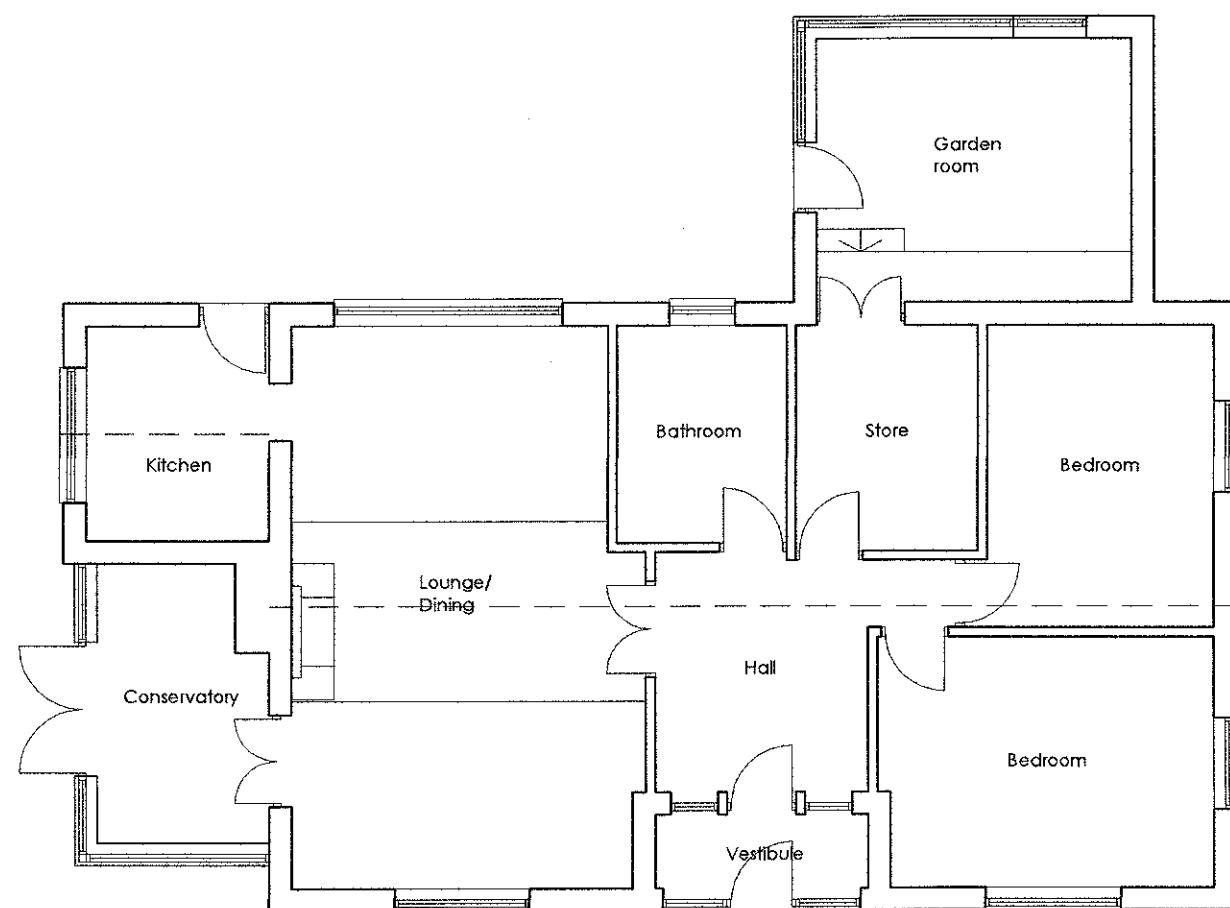 Garden
room
Bathroom
Store
Kitchen
Bedroom
Lounge/
Dining
Hall
Conservatory
Bedroom
Vestibule